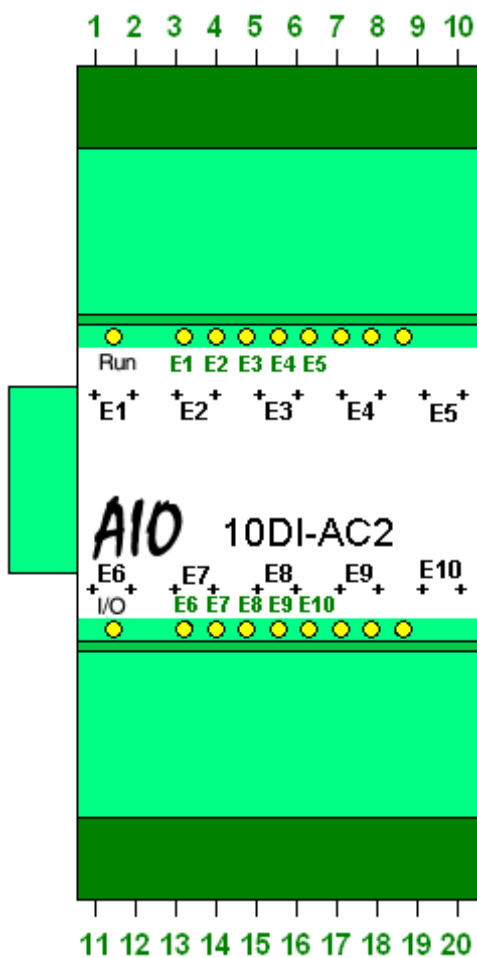 1 2 3 4 5 6 7 8 9 10
Run E1 E2 E3 E4 E5
+ + + + + + + + + +
E1 E2 E3 E4 E5
AIO 10DI-AC2
E6 E7 E8 E9 E10
+ + + + + + + + + +
I/O E6 E7 E8 E9 E10
11 12 13 14 15 16 17 18 19 20